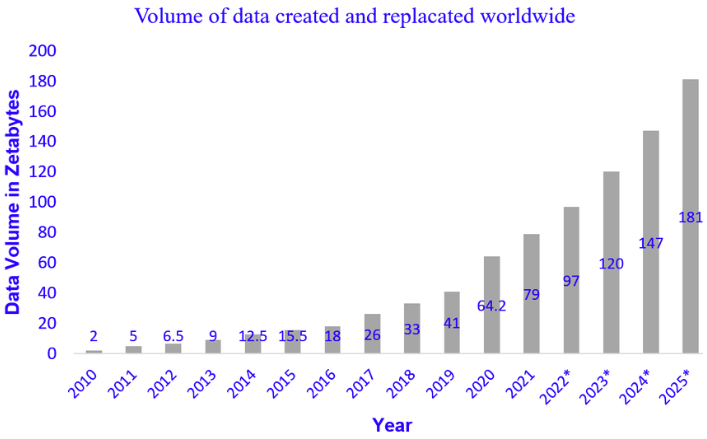 Volume of data created and replacated worldwide
200
180
160
140
120
100
80
60
40
20
0
Data Volume in Zetabytes
2 5 6.5 9 12.5 15.5 18 26 33 41 64.2 79 97 120 147 181
2010 2011 2012 2013 2014 2015 2016 2017 2018 2019 2020 2021 2022* 2023* 2024* 2025*
Year